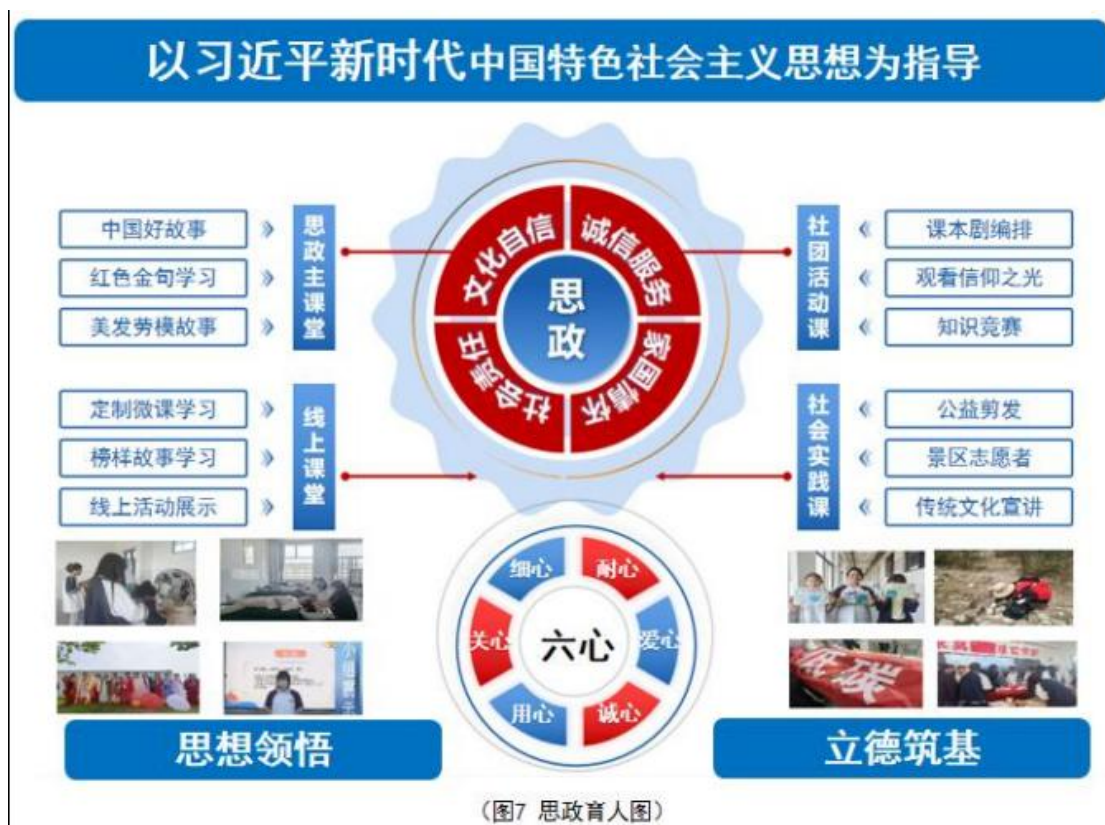 以习近平新时代中国特色社会主义思想为指导
中国好故事
红色金句学习
美发劳模故事
思政主课堂
定制微课学习
榜样故事学习
线上活动展示
线上课堂
文化自信
诚信服务
社会责任
家国情怀
思政
社团活动课
课本剧编排
观看信仰之光
知识竞赛
社会实践课
公益剪发
景区志愿者
传统文化宣讲
细心
耐心
关心
爱心
用心
诚心
六心
低碳
思想领悟
立德筑基
（图7 思政育人图）